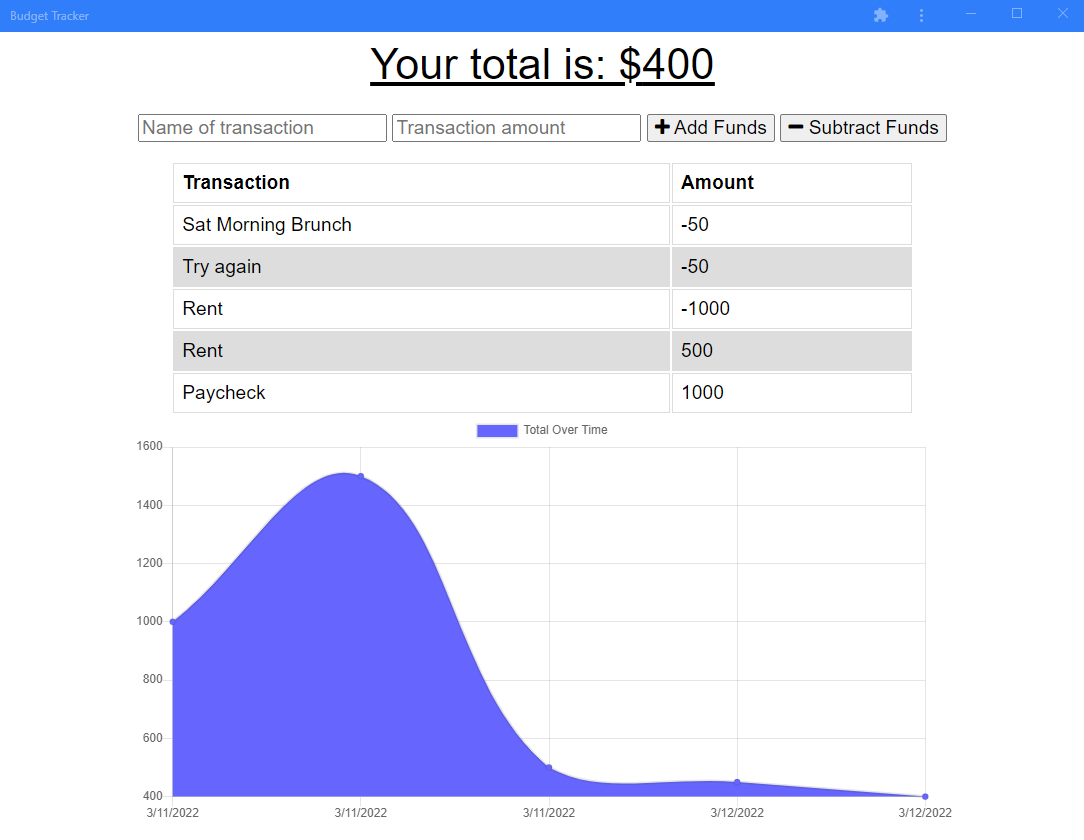 Budget Tracker
Your total is: $400
Name of transaction Transaction amount Add Funds Subtract Funds
Transaction Amount
Sat Morning Brunch -50
Try again -50
Rent -1000
Rent 500
Paycheck 1000
Total Over Time
1600
1400
1200
1000
800
600
400
3/11/2022 3/11/2022 3/11/2022 3/12/2022 3/12/2022